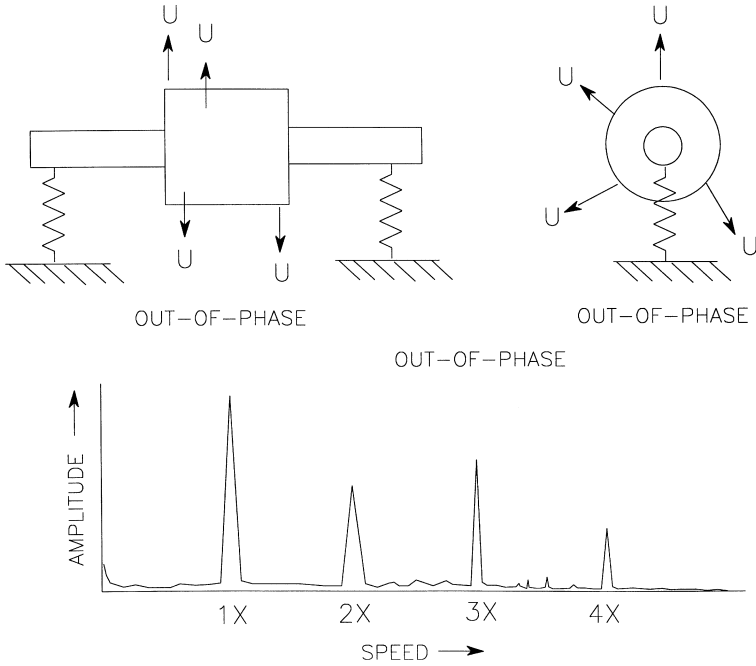 U
U
U
U
OUT-OF-PHASE
U
U
U
U
OUT-OF-PHASE
OUT-OF-PHASE
AMPLITUDE
1X
2X
3X
4X
SPEED